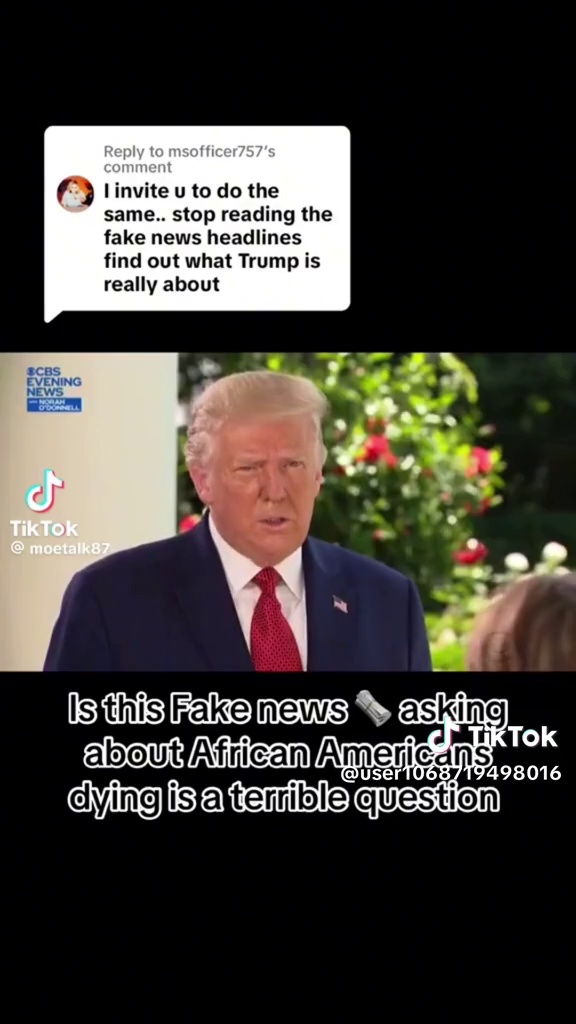 Reply to msofficer757's
comment
I invite u to do the
same.. stop reading the
fake news headlines
find out what Trump is
really about
CBS
EVENING
NEWS
WITH NORAH
O'DONNELL
TikTok
@ moetalk87
Is this Fake news 🗞 asking
about African Americans
dying is a terrible question
TikTok
@user1068719498016